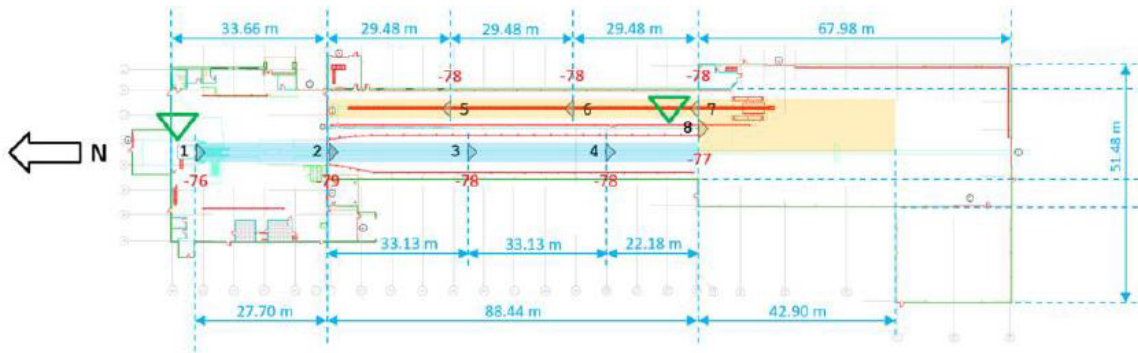 33.66 m 29.48 m 29.48 m 29.48 m 67.98 m
-78 -78 -78
5 6 7
8
N 1 2 3 4
-77
-76 -79 -78 -78
51.48 m
33.13 m 33.13 m 22.18 m
27.70 m 88.44 m 42.90 m